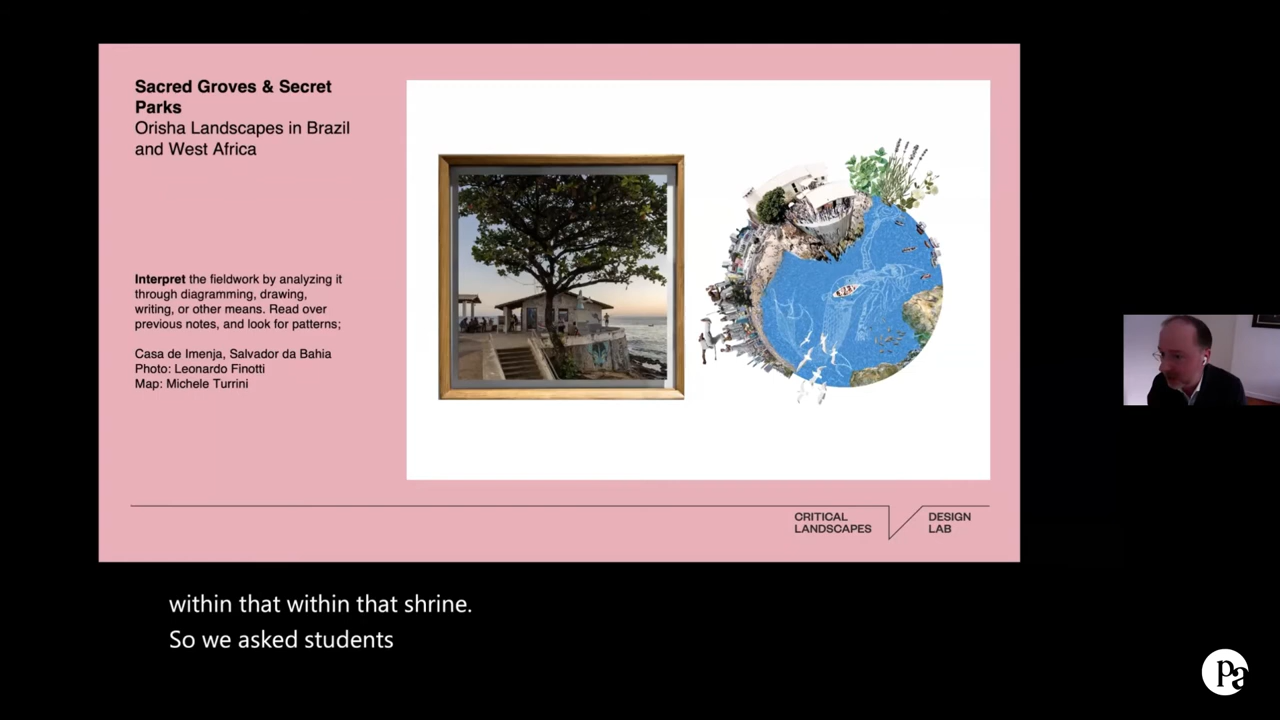 Sacred Groves & Secret
Parks
Orisha Landscapes in Brazil
and West Africa
Interpret the fieldwork by analyzing it
through diagramming, drawing,
writing, or other means. Read over
previous notes, and look for patterns;
Casa de Imenja, Salvador da Bahia
Photo: Leonardo Finotti
Map: Michele Turrini
CRITICAL
LANDSCAPES
DESIGN
LAB
within that within that shrine.
So we asked students
Pa